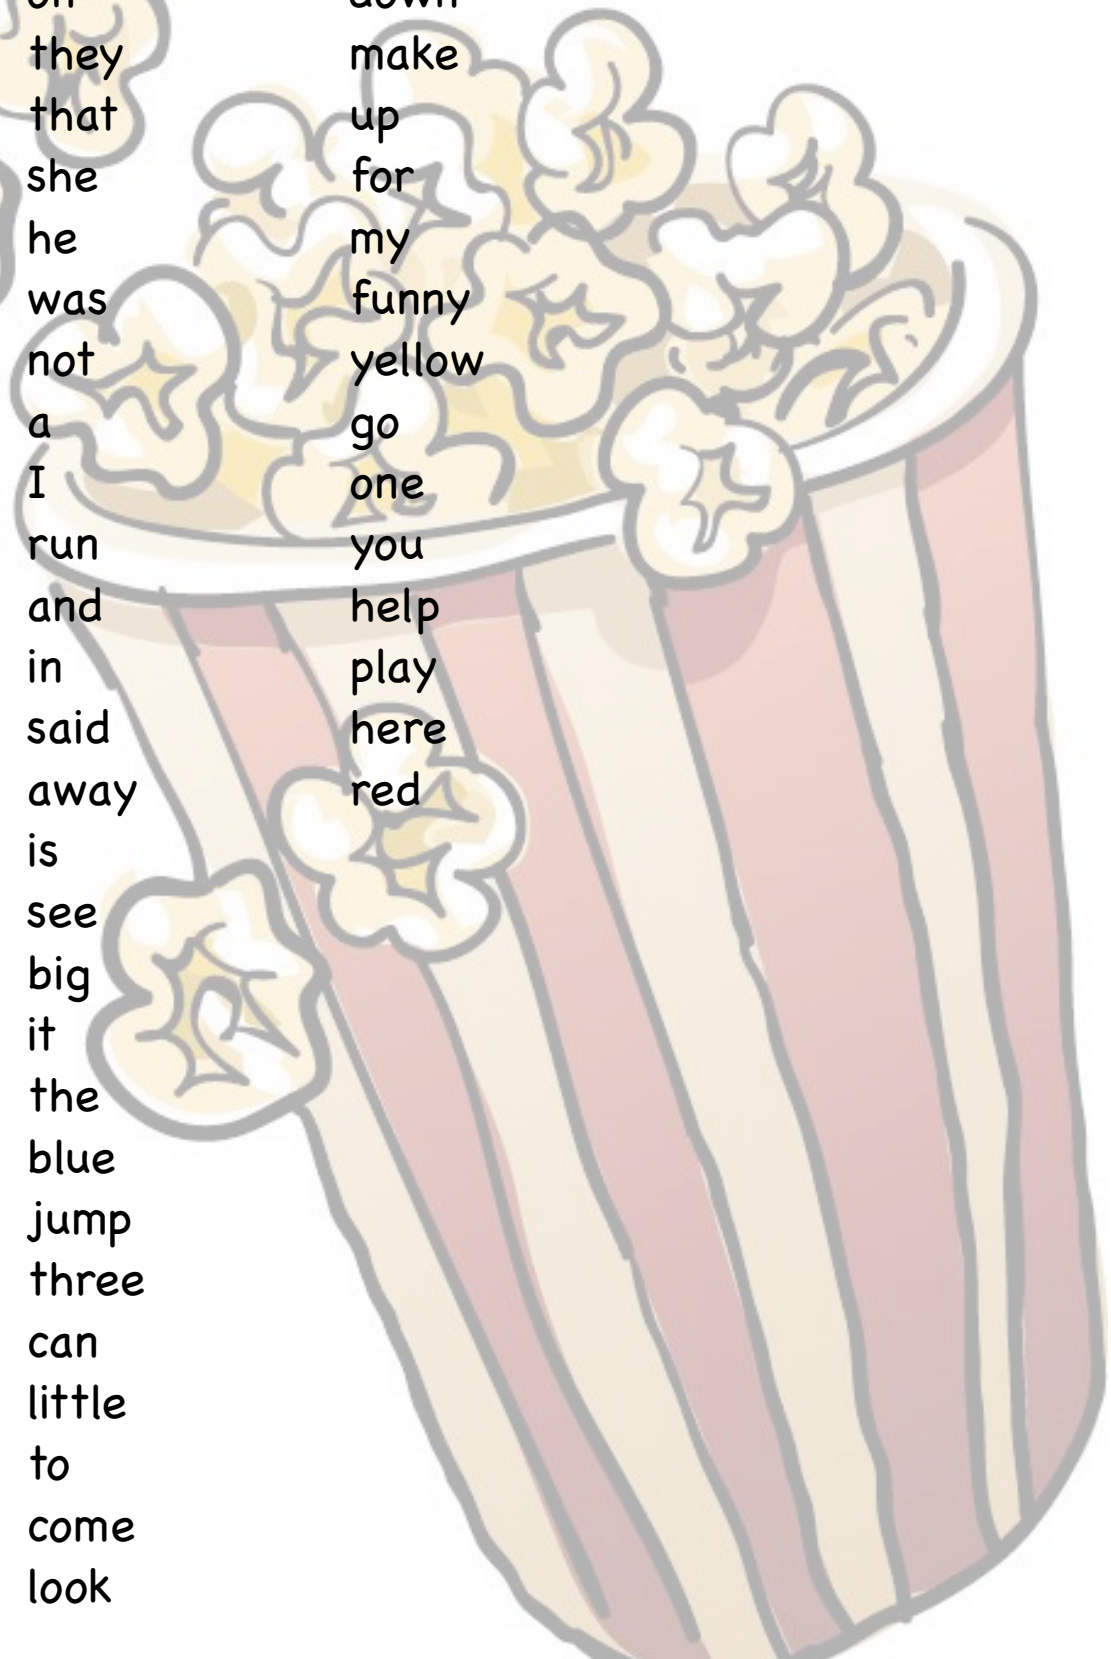 they
that
she
he
was
not
a
I
run
and
in
said
away
is
see
big
it
the
blue
jump
three
can
little
to
come
look
down
make
up
for
my
funny
yellow
go
one
you
help
play
here
red